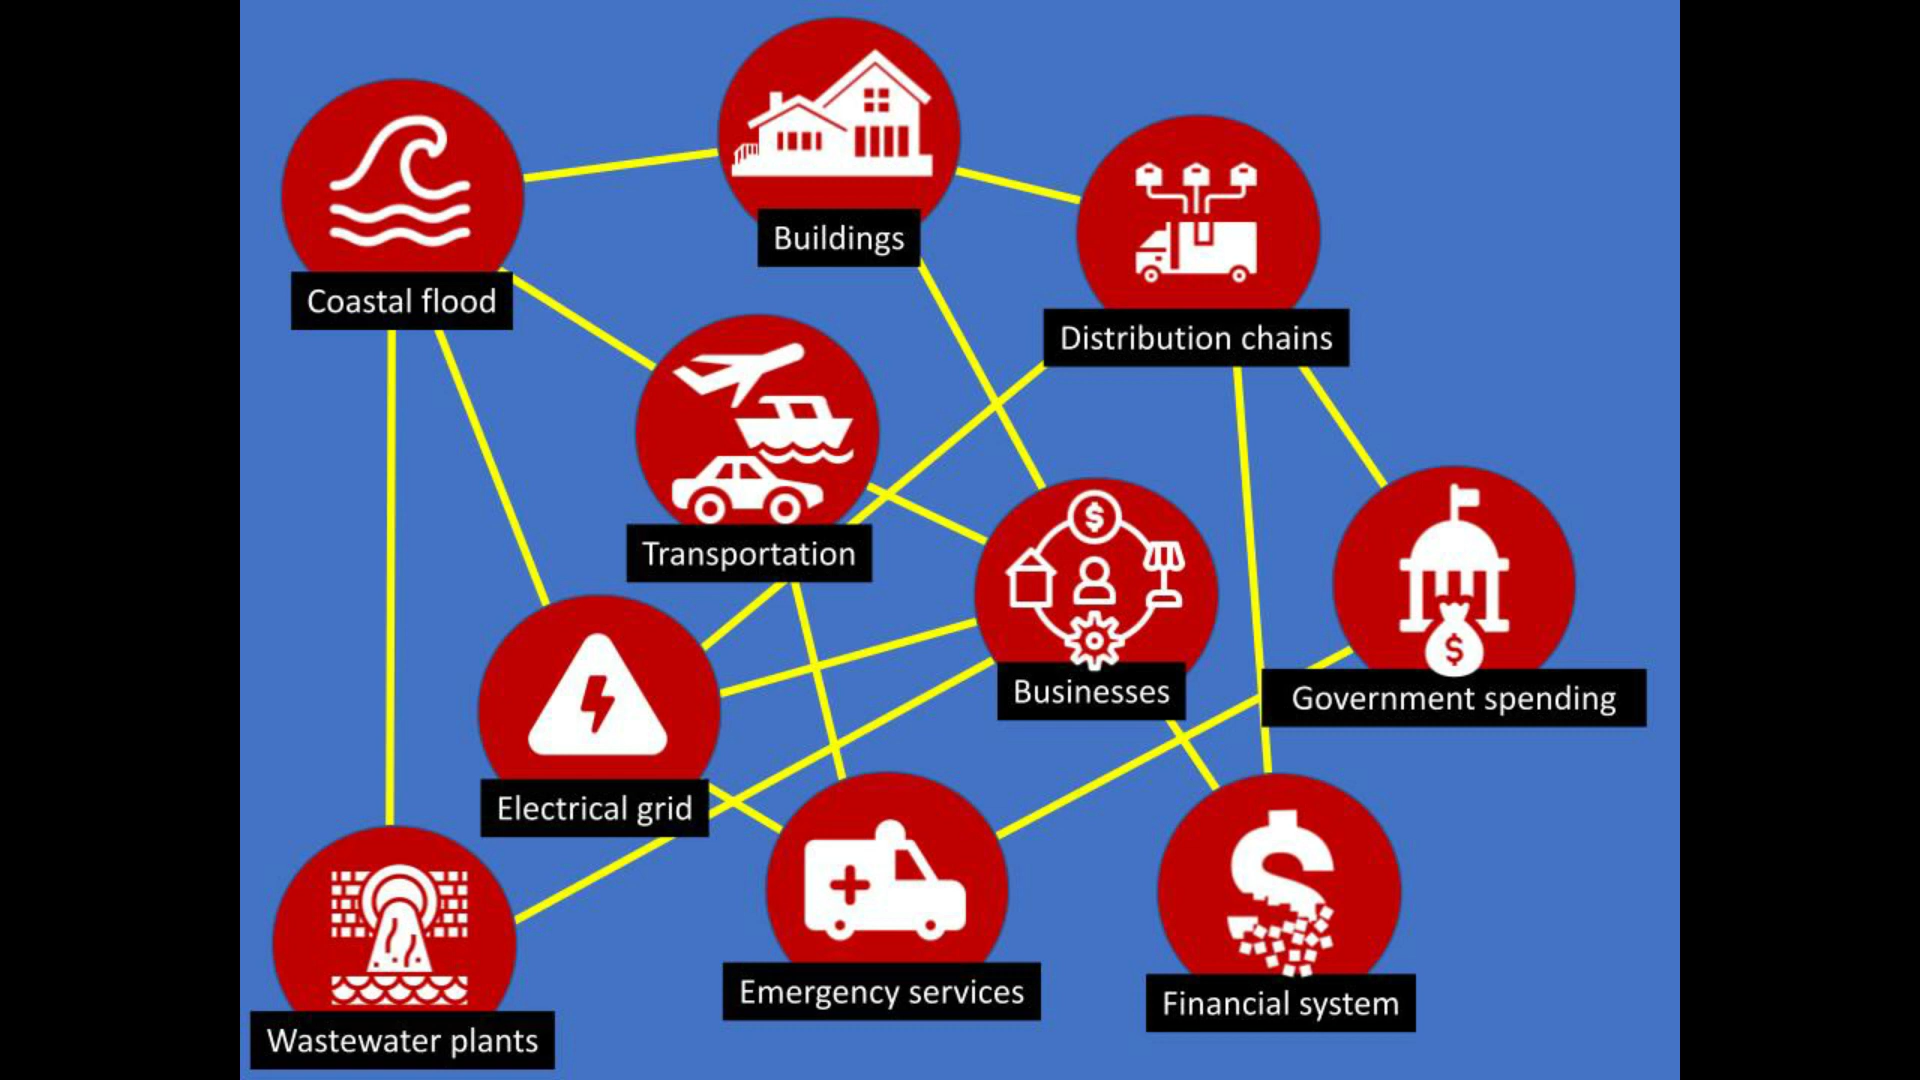 Buildings
Coastal flood
Distribution chains
Transportation
$
Businesses
$
Government spending
Electrical grid
Emergency services
$
Financial system
Wastewater plants